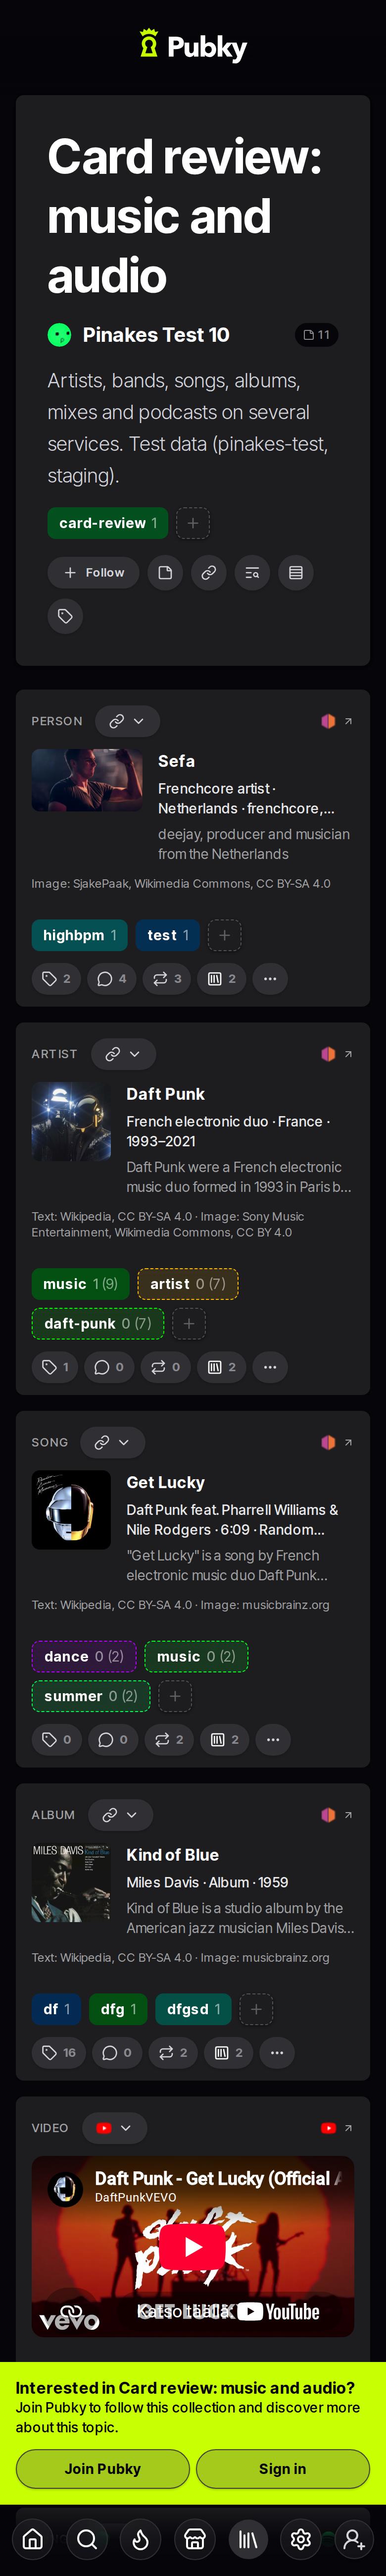 Pubky
Card review:
music and
audio
Pinakes Test 10
11
Artists, bands, songs, albums,
mixes and podcasts on several
services. Test data (pinakes-test,
staging).
card-review 1
Follow
PERSON
Sefa
Frenchcore artist ·
Netherlands · frenchcore,...
deejay, producer and musician
from the Netherlands
Image: SjakePaak, Wikimedia Commons, CC BY-SA 4.0
highbpm 1
test 1
2 4 3 2
ARTIST
Daft Punk
French electronic duo · France ·
1993–2021
Daft Punk were a French electronic
music duo formed in 1993 in Paris b...
Text: Wikipedia, CC BY-SA 4.0 · Image: Sony Music
Entertainment, Wikimedia Commons, CC BY 4.0
music 1 (9)
artist 0 (7)
daft-punk 0 (7)
1 0 0 2
SONG
Get Lucky
Daft Punk feat. Pharrell Williams &
Nile Rodgers · 6:09 · Random...
"Get Lucky" is a song by French
electronic music duo Daft Punk...
Text: Wikipedia, CC BY-SA 4.0 · Image: musicbrainz.org
dance 0 (2)
music 0 (2)
summer 0 (2)
0 0 2 2
ALBUM
MILES DAVIS
Kind of Blue
Kind of Blue
Miles Davis · Album · 1959
Kind of Blue is a studio album by the
American jazz musician Miles Davis...
Text: Wikipedia, CC BY-SA 4.0 · Image: musicbrainz.org
df 1
dfg 1
dfgsd 1
16 0 2 2
VIDEO
Daft Punk - Get Lucky (Official A
DaftPunkVEVO
daft punk
GET LUCKY
Katso täällä
YouTube
vevo
Interested in Card review: music and audio?
Join Pubky to follow this collection and discover more
about this topic.
Join Pubky
Sign in